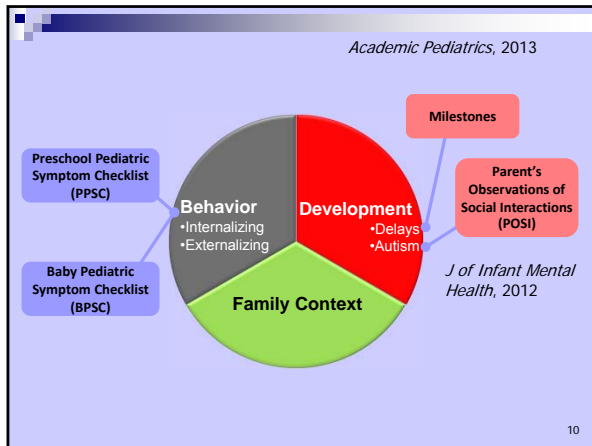 Academic Pediatrics, 2013
Milestones
Preschool Pediatric
Symptom Checklist
(PPSC)
Parent's
Observations of
Social Interactions
(POSI)
Behavior
•Internalizing
•Externalizing
Development
•Delays
•Autism
Baby Pediatric
Symptom Checklist
(BPSC)
J of Infant Mental
Health, 2012
Family Context
10